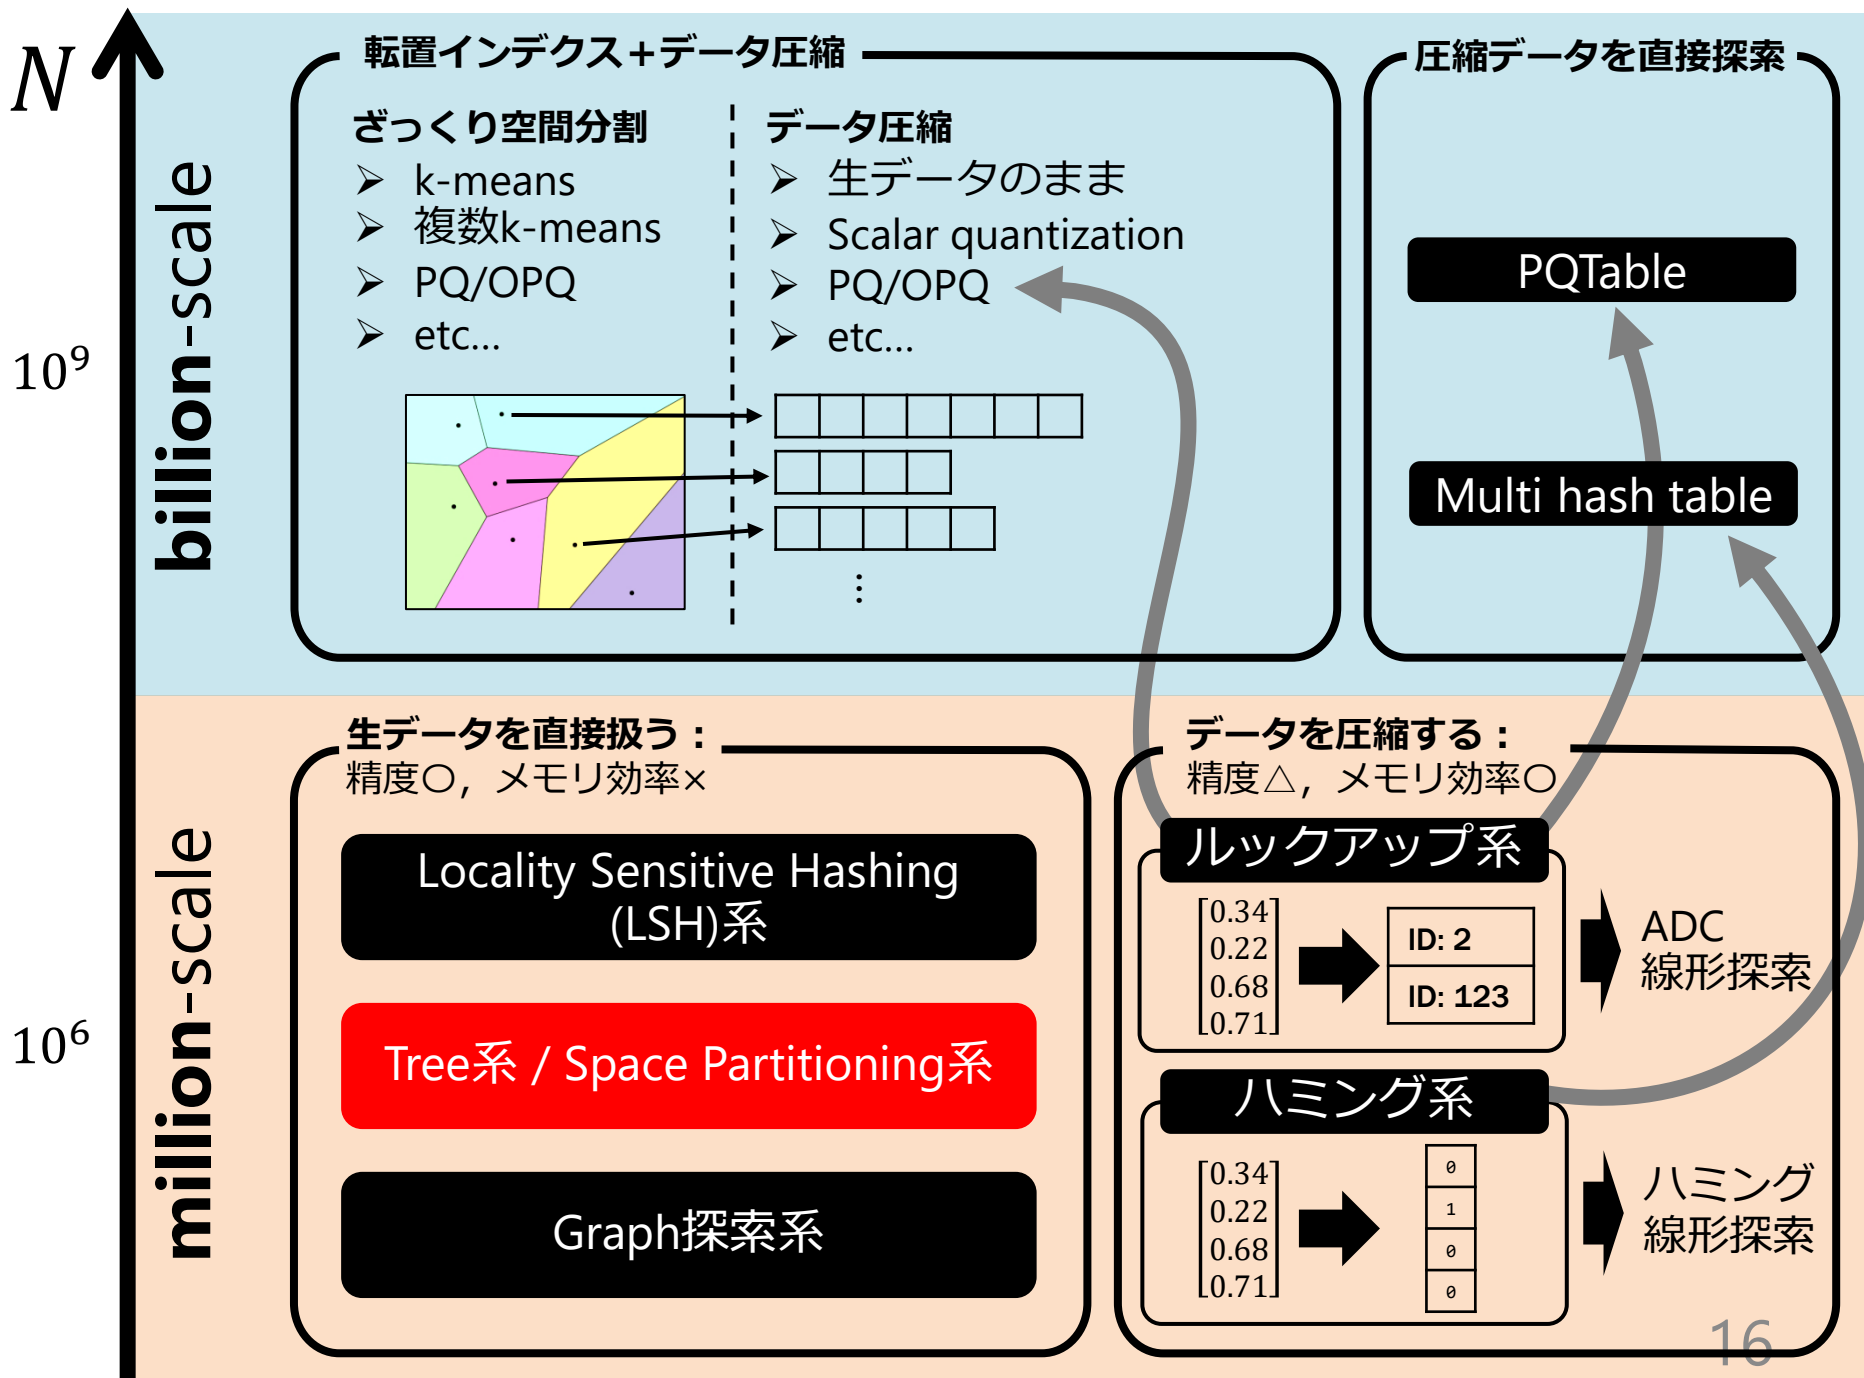 N
10⁹
10⁶
billion-scale
million-scale
転置インデクス+データ圧縮
ざっくり空間分割
➢ k-means
➢ 複数k-means
➢ PQ/OPQ
➢ etc…
データ圧縮
➢ 生データのまま
➢ Scalar quantization
➢ PQ/OPQ
➢ etc…
…
圧縮データを直接探索
PQTable
Multi hash table
生データを直接扱う：
精度〇，メモリ効率×
Locality Sensitive Hashing
(LSH)系
Tree系 / Space Partitioning系
Graph探索系
データを圧縮する：
精度△，メモリ効率〇
ルックアップ系
0.34
0.22
0.68
0.71
ID: 2
ID: 123
ADC
線形探索
ハミング系
0.34
0.22
0.68
0.71
0
1
0
0
ハミング
線形探索
16